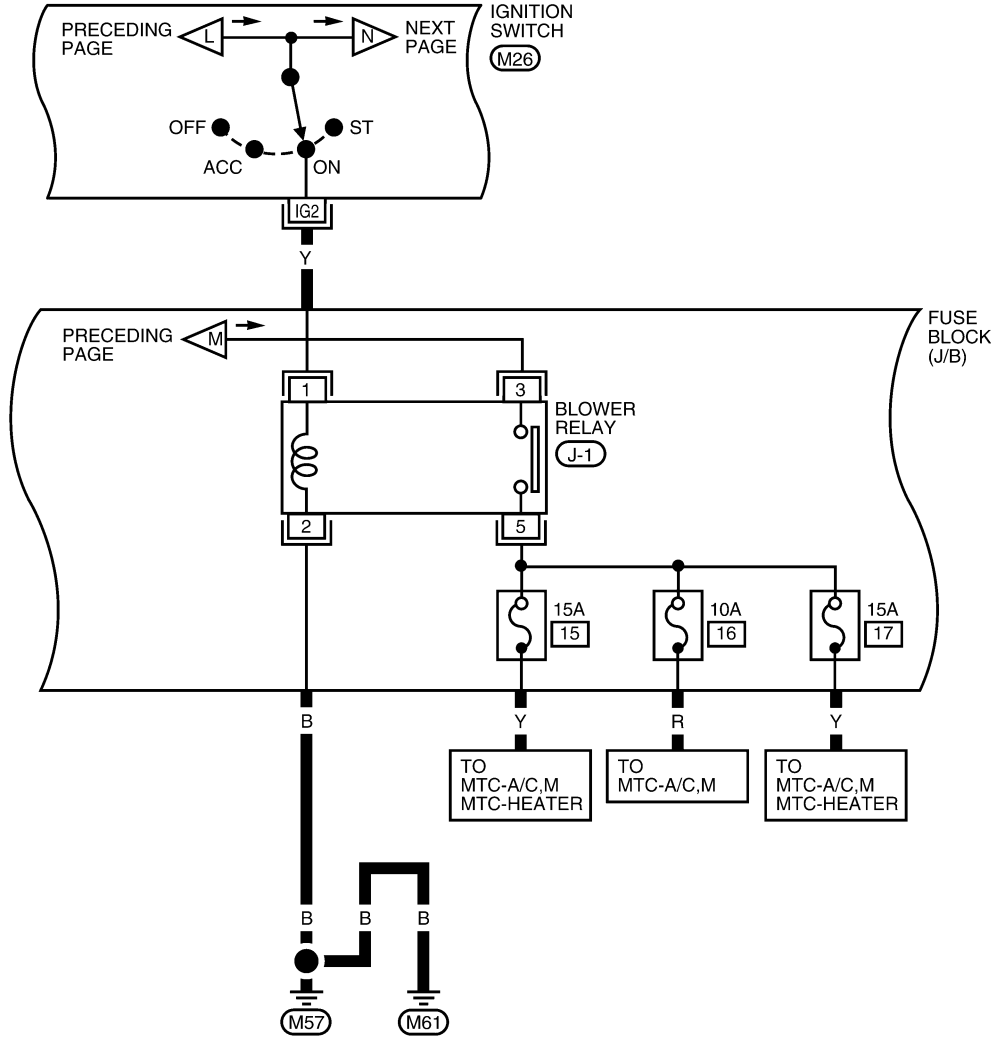 IGNITION
SWITCH
M26
PRECEDING
PAGE
L
N
NEXT
PAGE
OFF
ST
ACC
ON
IG2
Y
FUSE
BLOCK
(J/B)
PRECEDING
PAGE
M
1
3
BLOWER
RELAY
J-1
2
5
15A
15
10A
16
15A
17
B
Y
R
Y
TO
MTC-A/C,M
MTC-HEATER
TO
MTC-A/C,M
TO
MTC-A/C,M
MTC-HEATER
B
B
B
M57
M61